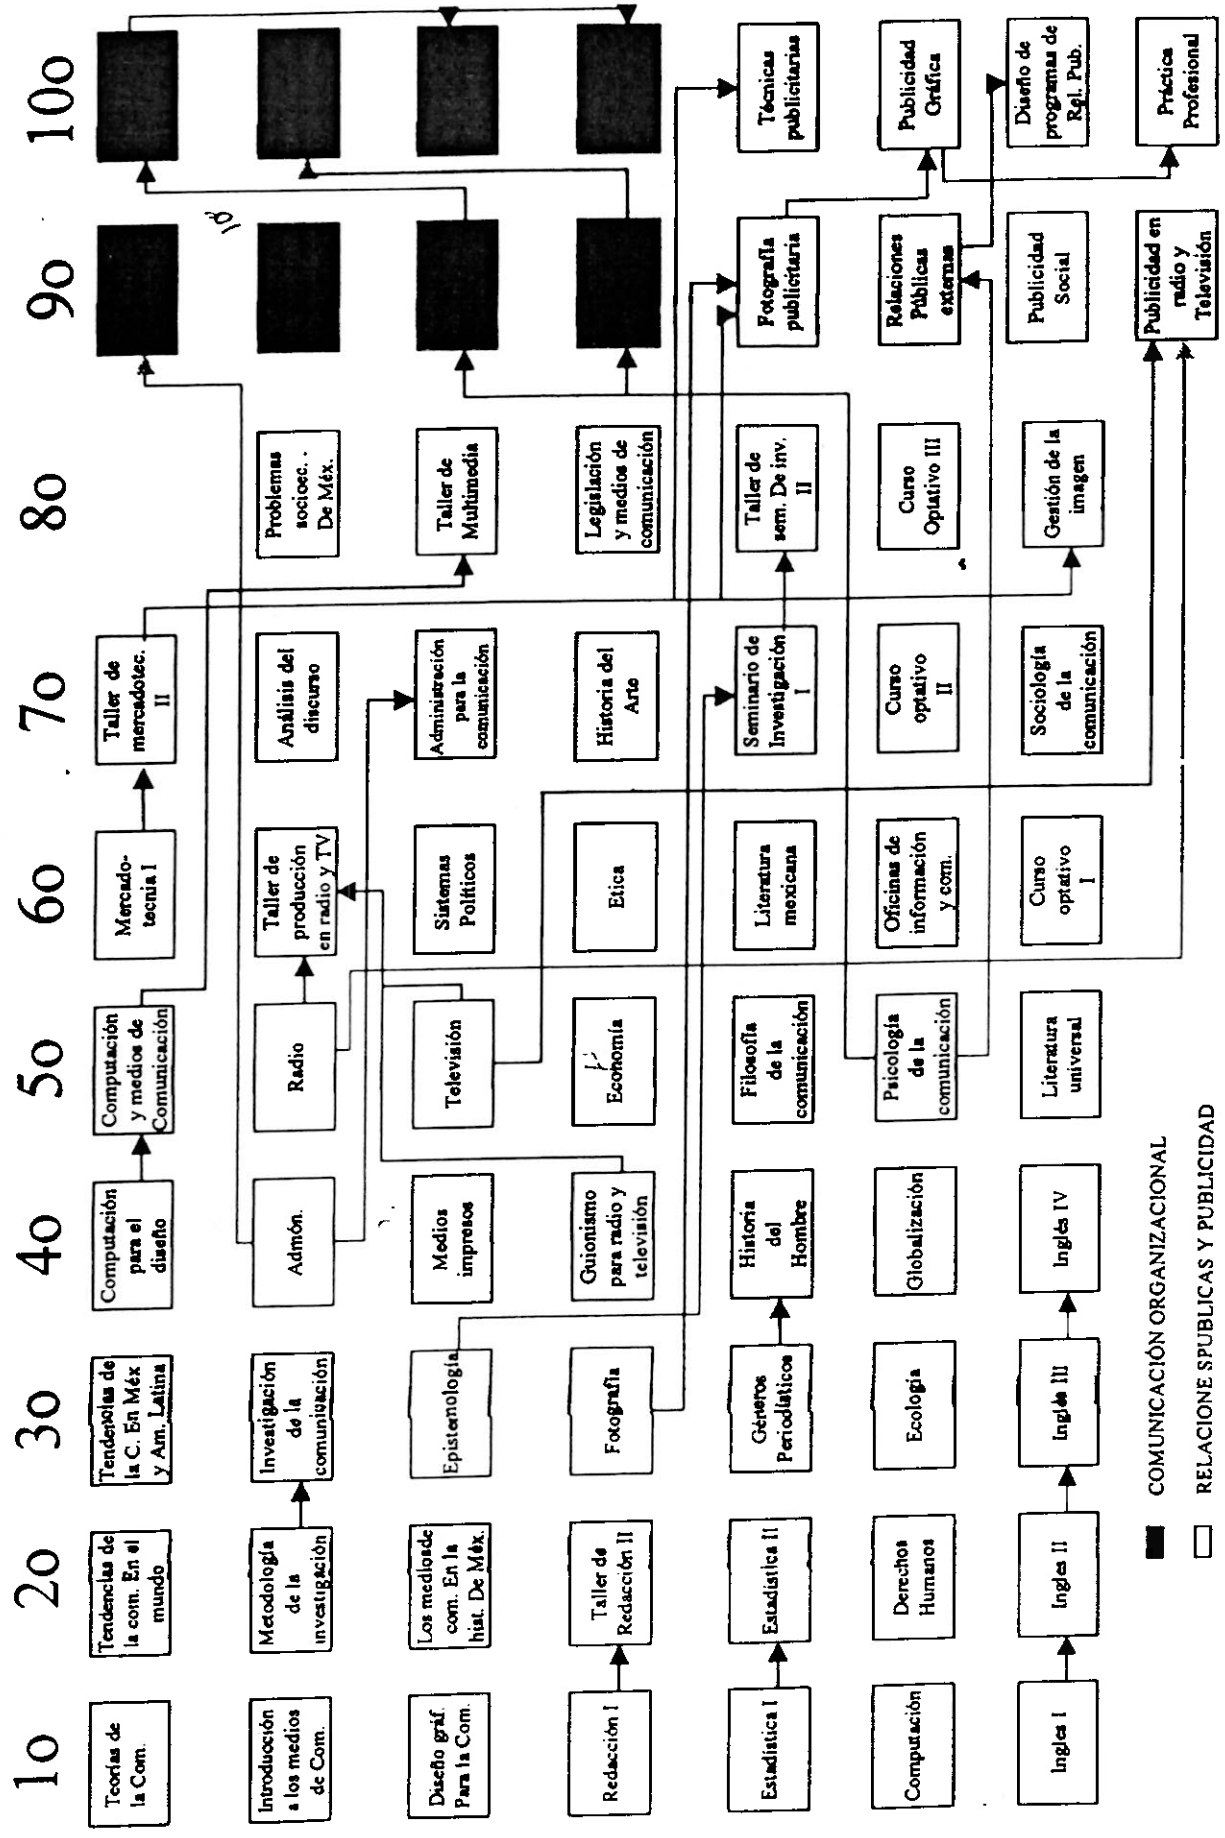 1o
Teorías de
la Com.
Introducción
a los medios
de Com.
Diseño gráf.
Para la Com.
Redacción I
Estadística I
Computación
Ingles I
2o
Tendencias de
la com. En el
mundo
Metodología
de la
investigación
Los mediosde
com. En la
hist. De Méx.
Taller de
Redacción II
Estadística II
Derechos
Humanos
Ingles II
3o
Tendencias de
la C. En Méx
y Am. Latina
Investigación
de la
comunicación
Epistemología
Fotografía
Géneros
Periodísticos
Ecología
Inglés III
4o
Computación
para el
diseño
Admón.
Medios
impresos
Guionismo
para radio y
televisión
Historia
del
Hombre
Globalización
Inglés IV
5o
Computación
y medios de
Comunicación
Radio
Televisión
Economía
Filosofía
de la
comunicación
Psicología
de la
comunicación
Literatura
universal
6o
Mercado-
tecnia I
Taller de
producción
en radio y TV
Sistemas
Políticos
Etica
Literatura
mexicana
Oficinas de
información
y com.
Curso
optativo
I
7o
Taller de
mercadotec.
II
Análisis del
discurso
Administración
para la
comunicación
Historia del
Arte
Seminario de
Investigación
I
Curso
optativo
II
Sociología
de la
comunicación
8o
Problemas
socioec. .
De Méx.
Taller de
Multimedia
Legislación
y medios de
comunicación
Taller de
sem. De inv.
II
Curso
Optativo III
Gestión de la
imagen
9o
Fotografía
publicitaria
Relaciones
Públicas
externas
Publicidad
Social
Publicidad en
radio y
Televisión
10o
Técnicas
publicitarias
Publicidad
Gráfica
Diseño de
programas de
Rel. Pub.
Práctica
Profesional
COMUNICACIÓN ORGANIZACIONAL
RELACIONE SPUBLICAS Y PUBLICIDAD